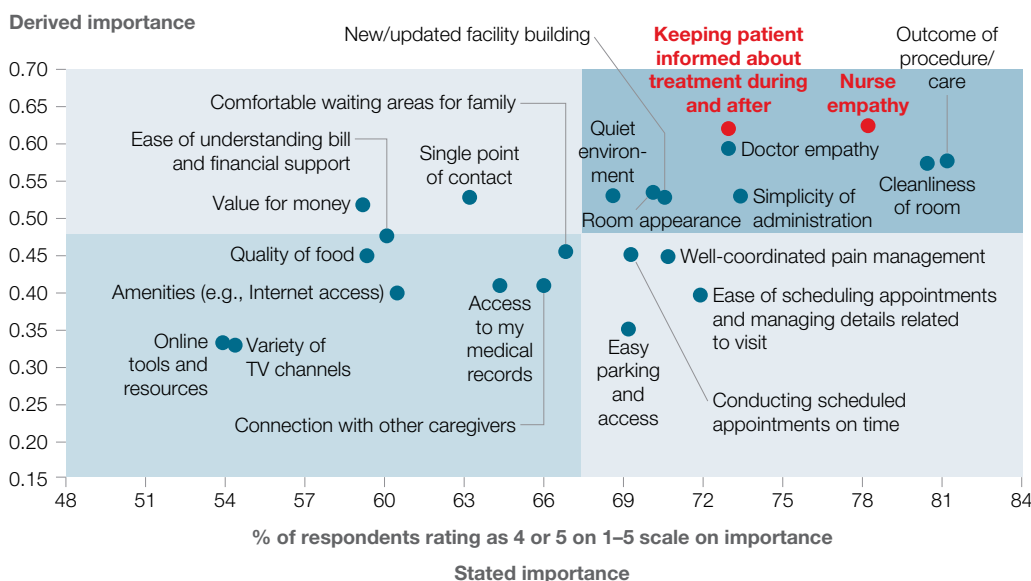 Derived importance
New/updated facility building
Keeping patient
informed about
treatment during
and after
Nurse
empathy
Outcome of
procedure/
care
0.70
0.65
0.60
0.55
0.50
0.45
0.40
0.35
0.30
0.25
0.20
0.15
Comfortable waiting areas for family
Ease of understanding bill
and financial support
Single point
of contact
Quiet
environ-
ment
Doctor empathy
Value for money
Room appearance
Simplicity of
administration
Cleanliness
of room
Quality of food
Well-coordinated pain management
Amenities (e.g., Internet access)
Access
to my
medical
records
Ease of scheduling appointments
and managing details related
to visit
Online
tools and
resources
Variety of
TV channels
Easy
parking
and
access
Connection with other caregivers
Conducting scheduled
appointments on time
48
51
54
57
60
63
66
69
72
75
78
81
84
% of respondents rating as 4 or 5 on 1–5 scale on importance
Stated importance